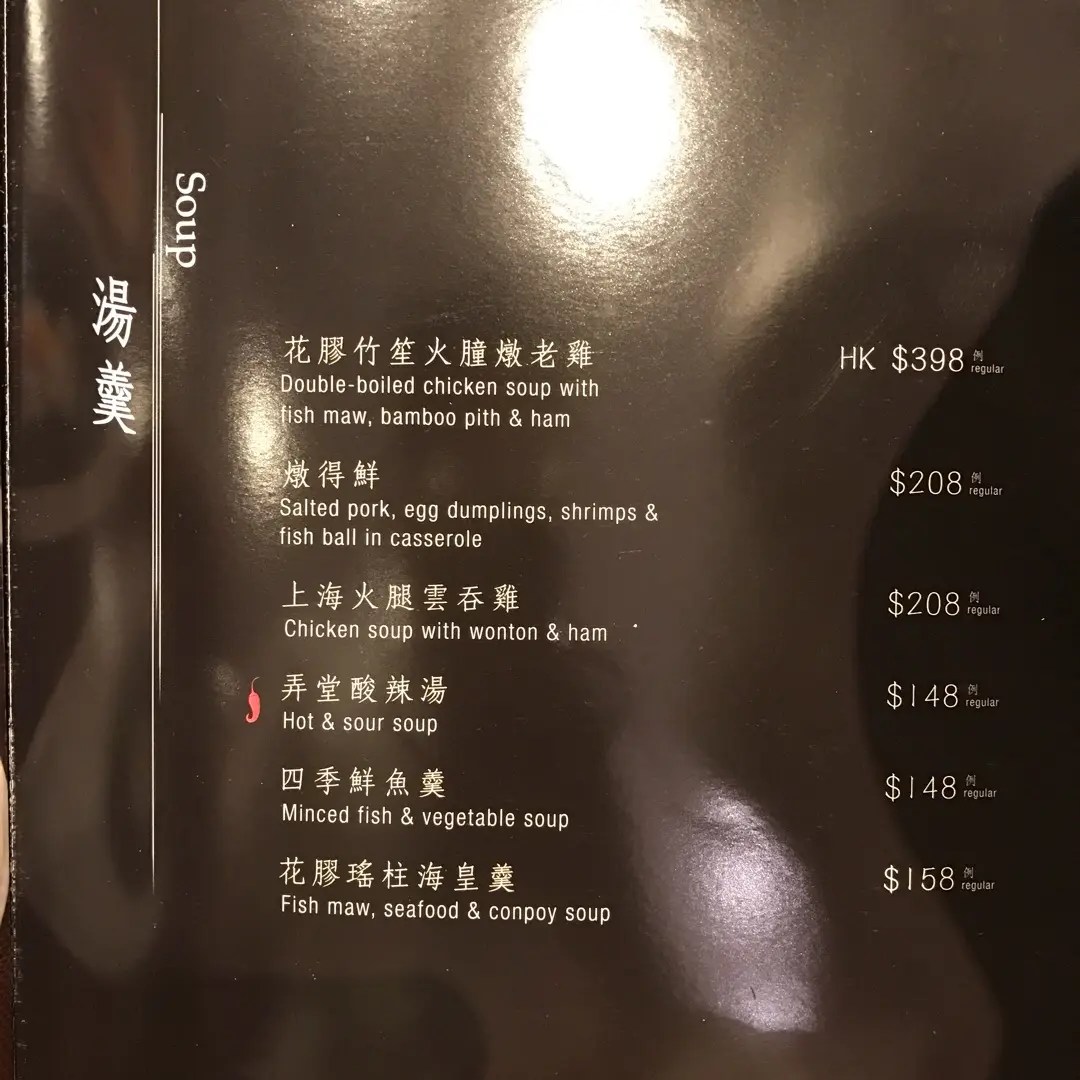 Soup
湯羹
花膠竹笙火朣燉老雞
HK $398 例 regular
Double-boiled chicken soup with
fish maw, bamboo pith & ham
燉得鮮
$208 例 regular
Salted pork, egg dumplings, shrimps &
fish ball in casserole
上海火腿雲吞雞
$208 例 regular
Chicken soup with wonton & ham
弄堂酸辣湯
$148 例 regular
Hot & sour soup
四季鮮魚羹
$148 例 regular
Minced fish & vegetable soup
花膠瑤柱海皇羹
$158 例 regular
Fish maw, seafood & conpoy soup